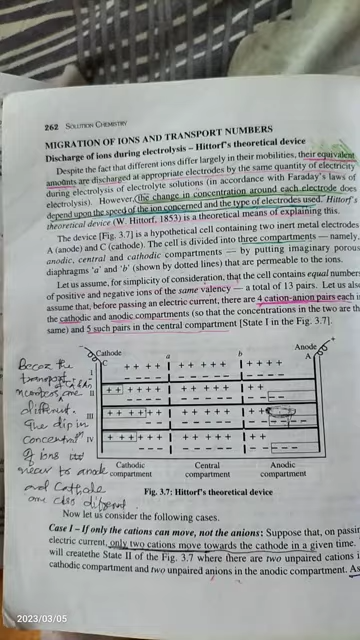 262 SOLUTION CHEMISTRY
MIGRATION OF IONS AND TRANSPORT NUMBERS
Discharge of ions during electrolysis – Hittorf's theoretical device
Despite the fact that different ions differ largely in their mobilities, their equivalent
amounts are discharged at appropriate electrodes by the same quantity of electricity
during electrolysis of electrolyte solutions (in accordance with Faraday's laws of
electrolysis). However, the change in concentration around each electrode does
depend upon the speed of the ion concerned and the type of electrodes used. Hittorf's
theoretical device (W. Hittorf, 1853) is a theoretical means of explaining this.
The device [Fig. 3.7] is a hypothetical cell containing two inert metal electrodes
A (anode) and C (cathode). The cell is divided into three compartments — namely,
anodic, central and cathodic compartments — by putting imaginary porous
diaphragms 'a' and 'b' (shown by dotted lines) that are permeable to the ions.
Let us assume, for simplicity of consideration, that the cell contains equal numbers
of positive and negative ions of the same valency — a total of 13 pairs. Let us also
assume that, before passing an electric current, there are 4 cation-anion pairs each in
the cathodic and anodic compartments (so that the concentrations in the two are the
same) and 5 such pairs in the central compartment [State I in the Fig. 3.7].
Cathode a b Anode
C A
I + + + + + + + + + + + + +
II + + + + + + + + + + + + +
III
IV
Becoz the
transport
numbers are
different.
The dip in
concentrat
of ions
near to anode
and cathode
are also different.
Cathodic Central Anodic
compartment compartment compartment
Fig. 3.7: Hittorf's theoretical device
Now let us consider the following cases.
Case I – If only the cations can move, not the anions: Suppose that, on passing
electric current, only two cations move towards the cathode in a given time.
will createthe State II of the Fig. 3.7 where there are two unpaired cations
cathodic compartment and two unpaired anions in the anodic compartment. As
2023/03/05